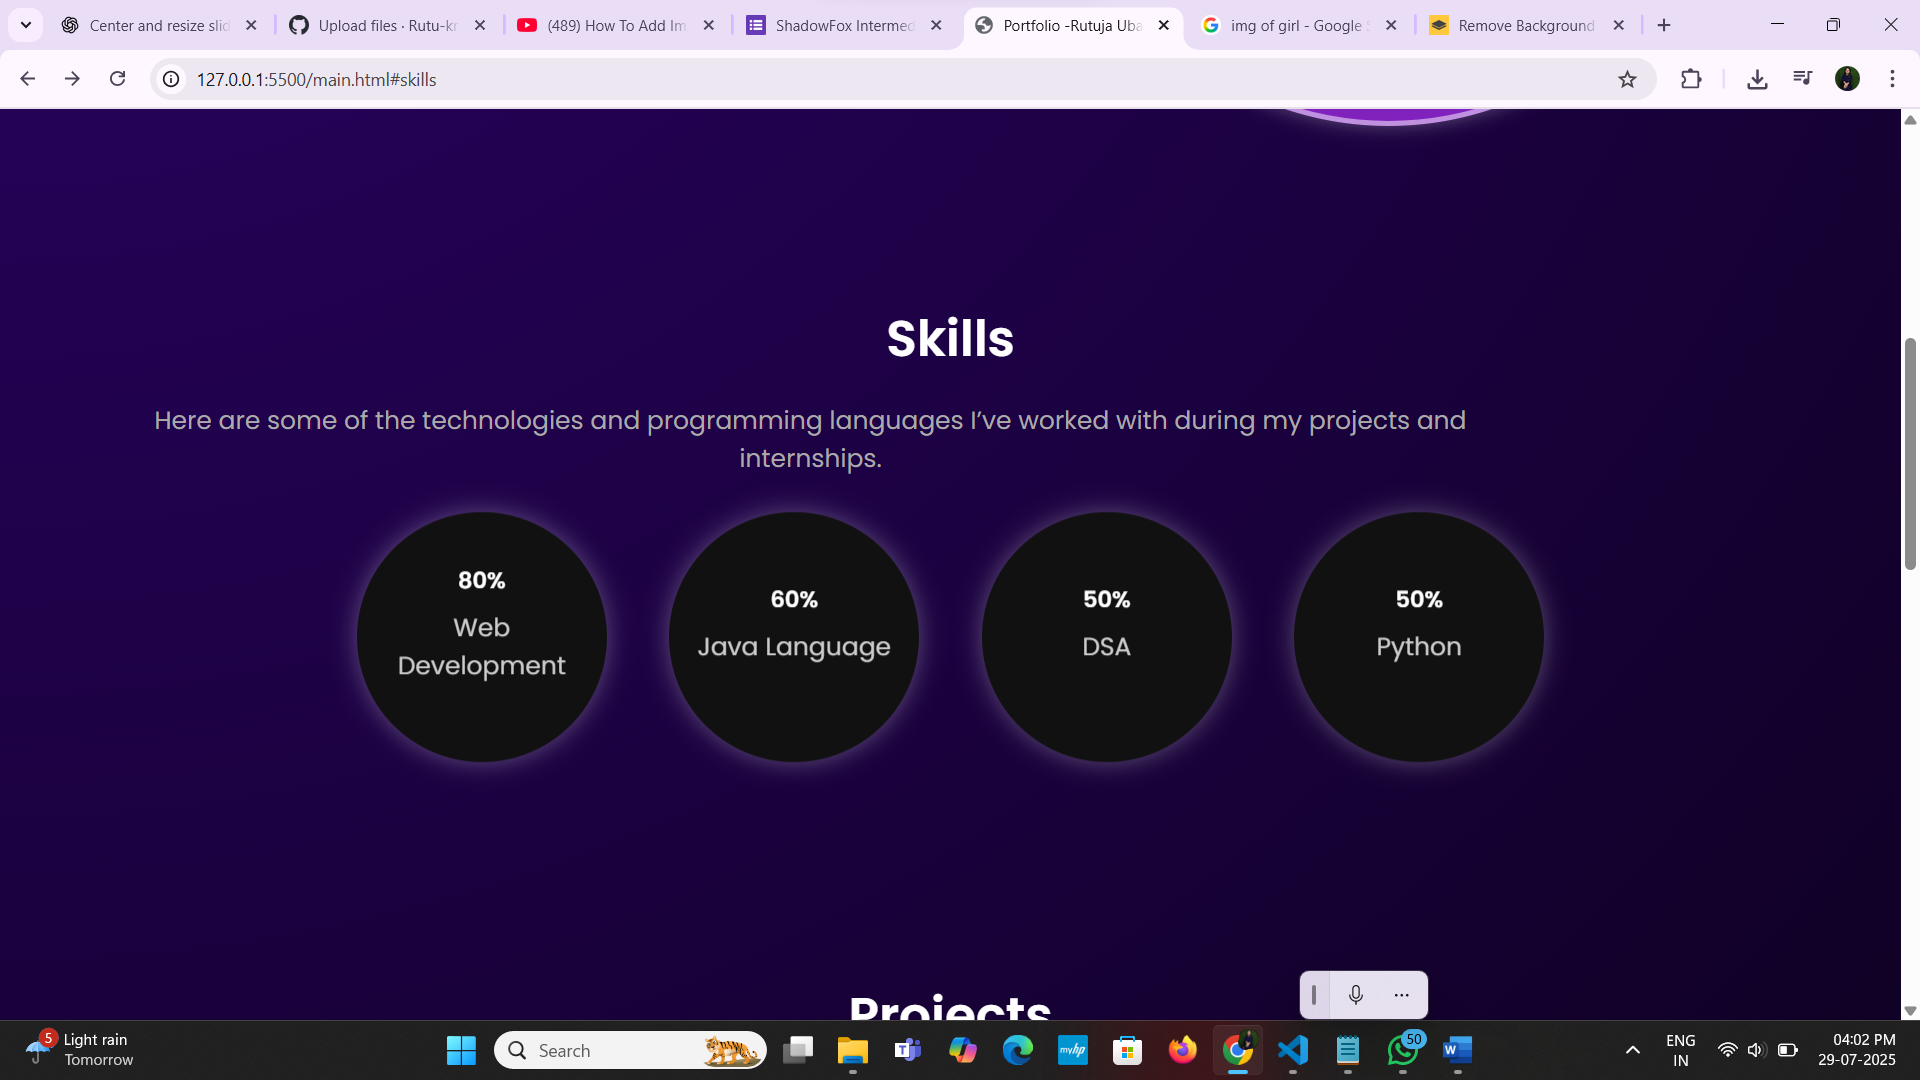 Center and resize slid
Upload files · Rutu-kr
(489) How To Add Im
ShadowFox Intermed
Portfolio -Rutuja Uba
img of girl - Google S
Remove Background
127.0.0.1:5500/main.html#skills
Skills
Here are some of the technologies and programming languages I’ve worked with during my projects and
internships.
80%
Web
Development
60%
Java Language
50%
DSA
50%
Python
Projects
5
Light rain
Tomorrow
Search
T
myhp
50
W
ENG
IN
04:02 PM
29-07-2025